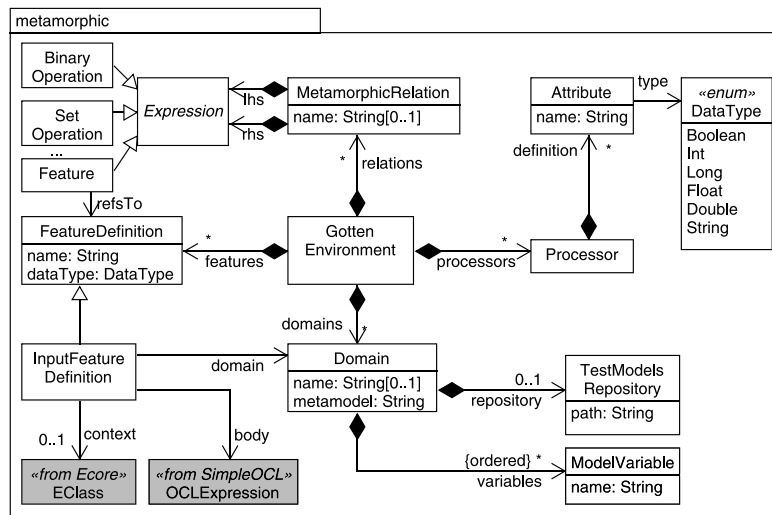 metamorphic
Binary
Operation
Set
Operation
...
Feature
Expression
lhs
rhs
MetamorphicRelation
name: String[0..1]
Attribute
name: String
type
«enum»
DataType
Boolean
Int
Long
Float
Double
String
* relations
definition *
refsTo
FeatureDefinition
name: String
dataType: DataType
*
features
Gotten
Environment
*
processors
Processor
domains *
InputFeature
Definition
domain
Domain
name: String[0..1]
metamodel: String
0..1
repository
TestModels
Repository
path: String
0..1 context
body
«from Ecore»
EClass
«from SimpleOCL»
OCLExpression
{ordered} *
variables
ModelVariable
name: String